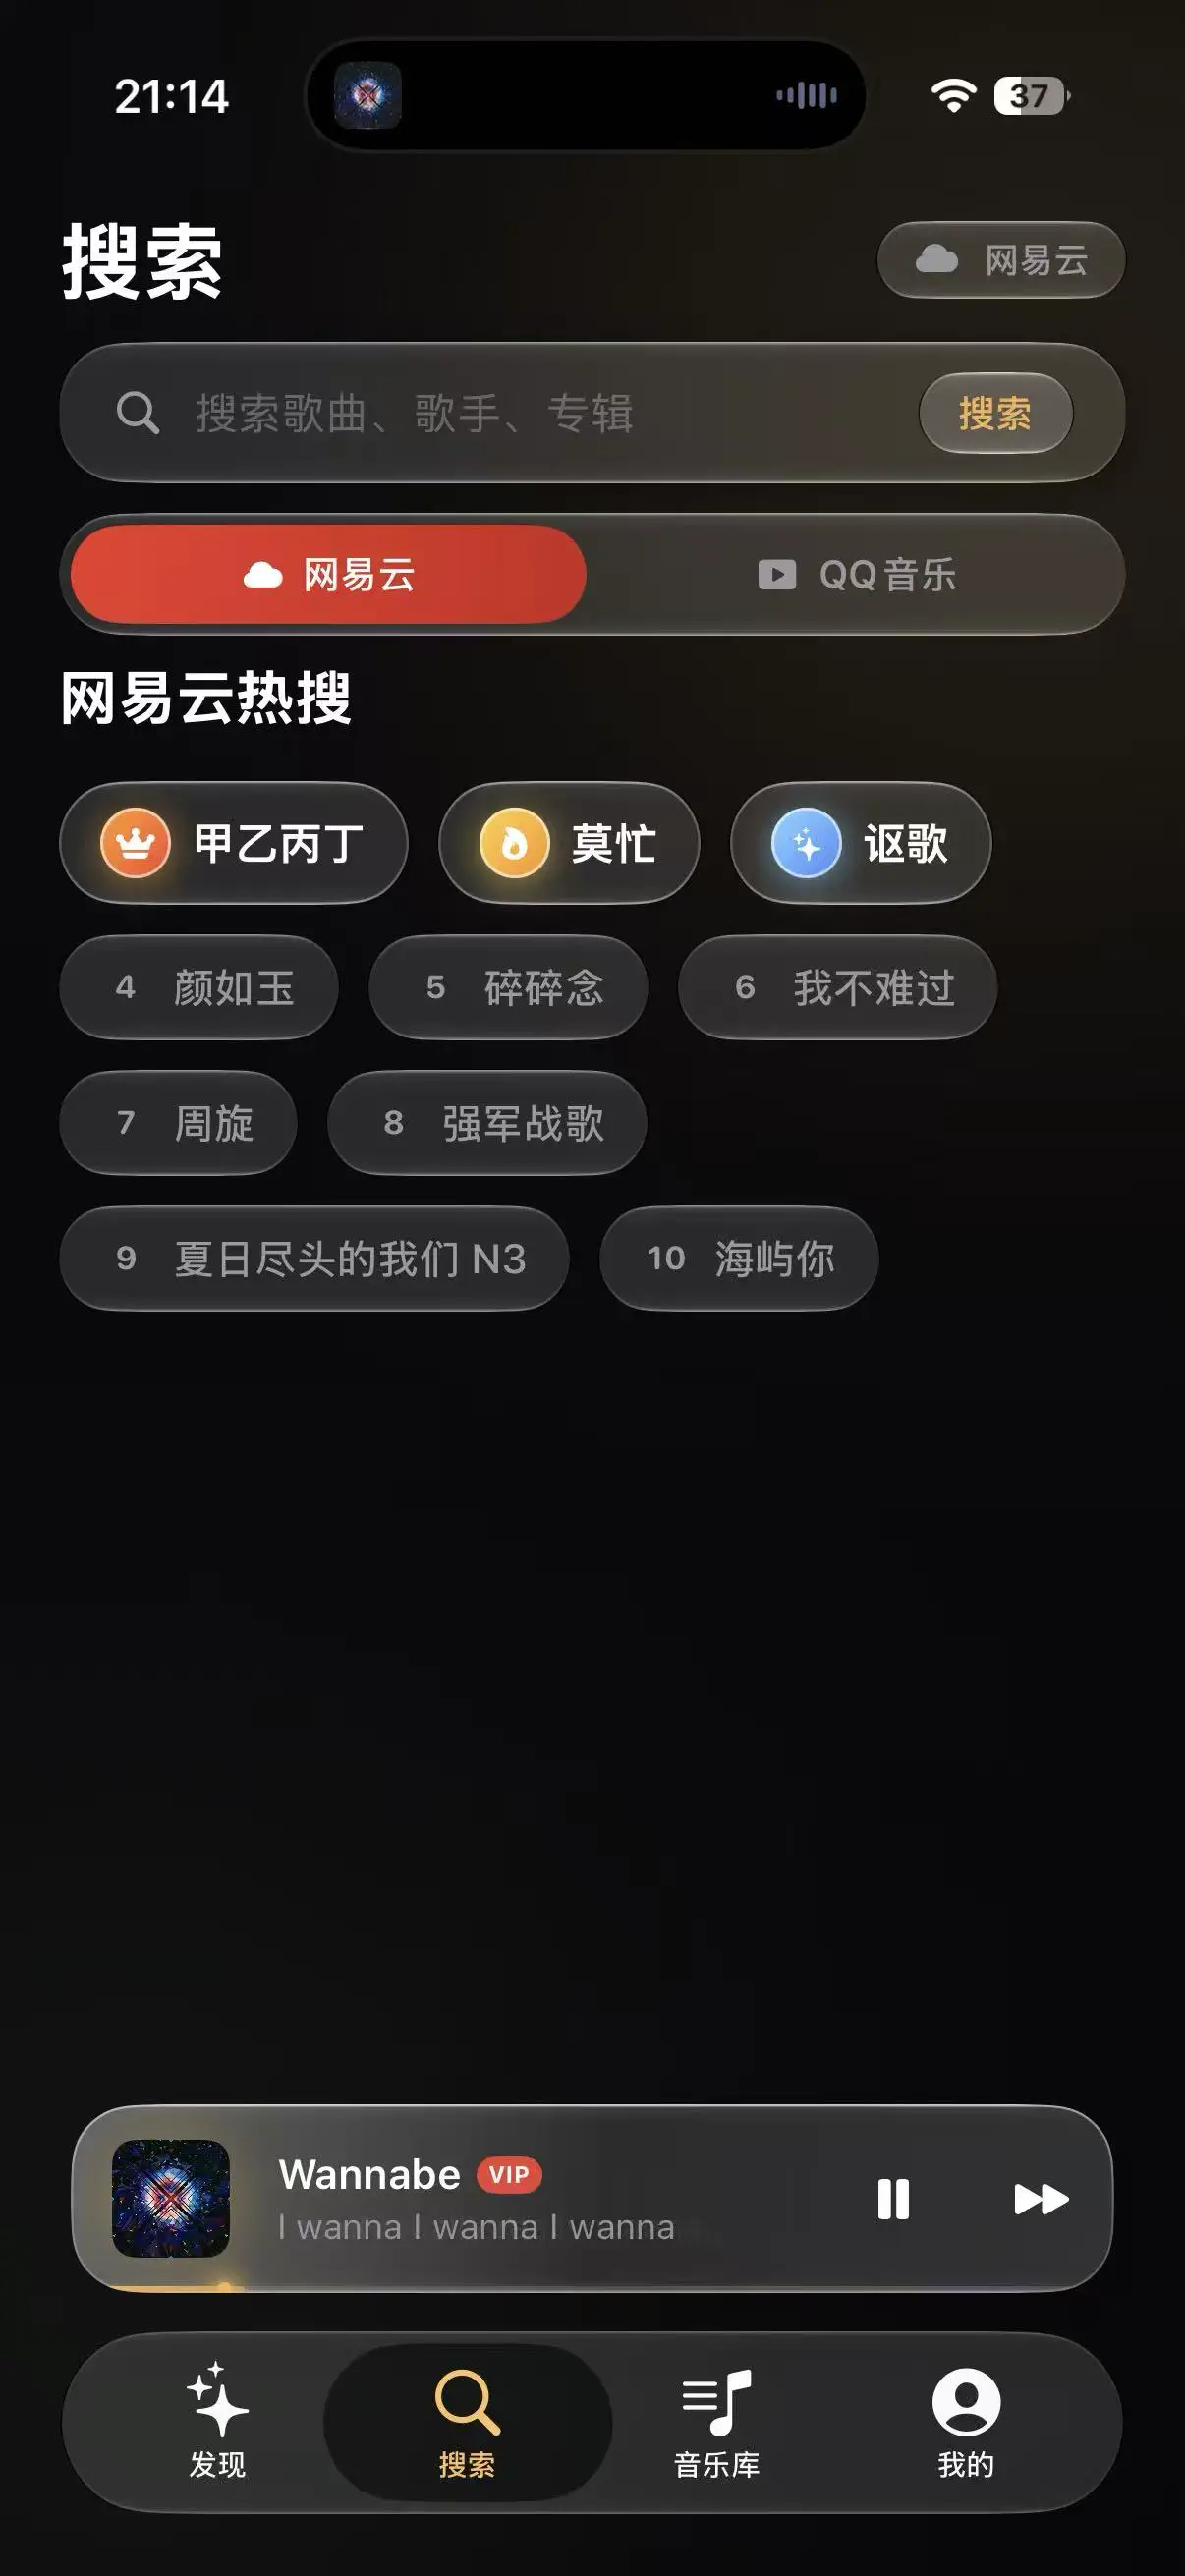 21:14 37
搜索 网易云
搜索歌曲、歌手、专辑 搜索
网易云 QQ音乐
网易云热搜
甲乙丙丁 莫忙 讴歌
4 颜如玉 5 碎碎念 6 我不难过
7 周旋 8 强军战歌
9 夏日尽头的我们 N3 10 海屿你
Wannabe VIP
I wanna I wanna I wanna
发现 搜索 音乐库 我的